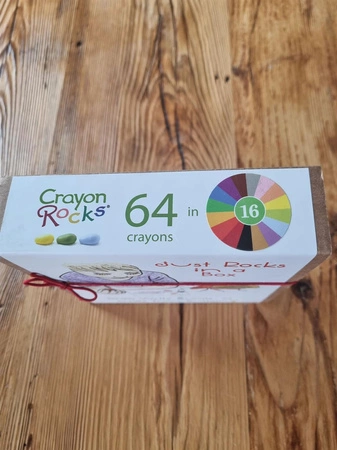 Crayon
Rocks®
64 in 16
crayons
Just Rocks
in a
Box